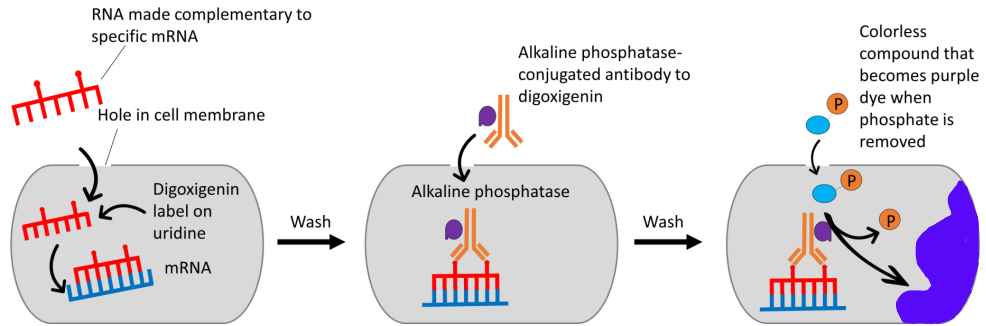 RNA made complementary to
specific mRNA
Hole in cell membrane
Digoxigenin
label on
uridine
mRNA
Wash
Alkaline phosphatase-
conjugated antibody to
digoxigenin
Alkaline phosphatase
Wash
Colorless
compound that
becomes purple
dye when
phosphate is
removed
P
P
P